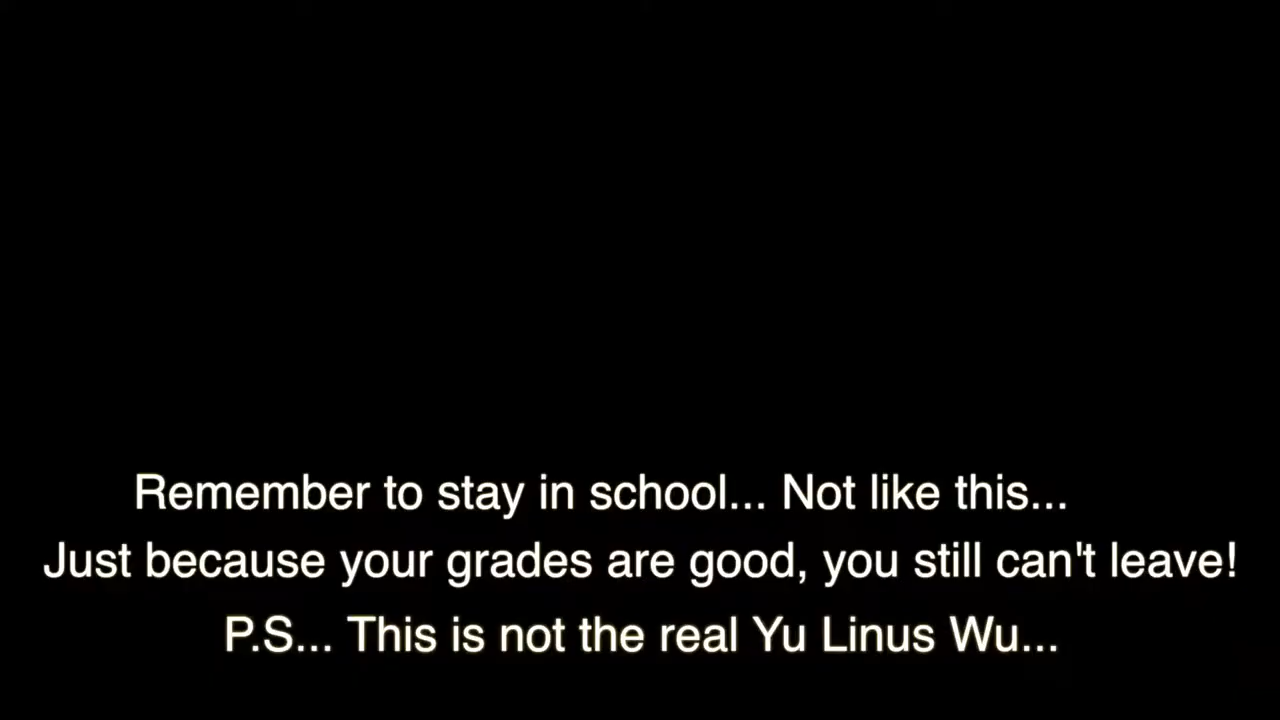 Remember to stay in school... Not like this...
Just because your grades are good, you still can't leave!
P.S... This is not the real Yu Linus Wu...